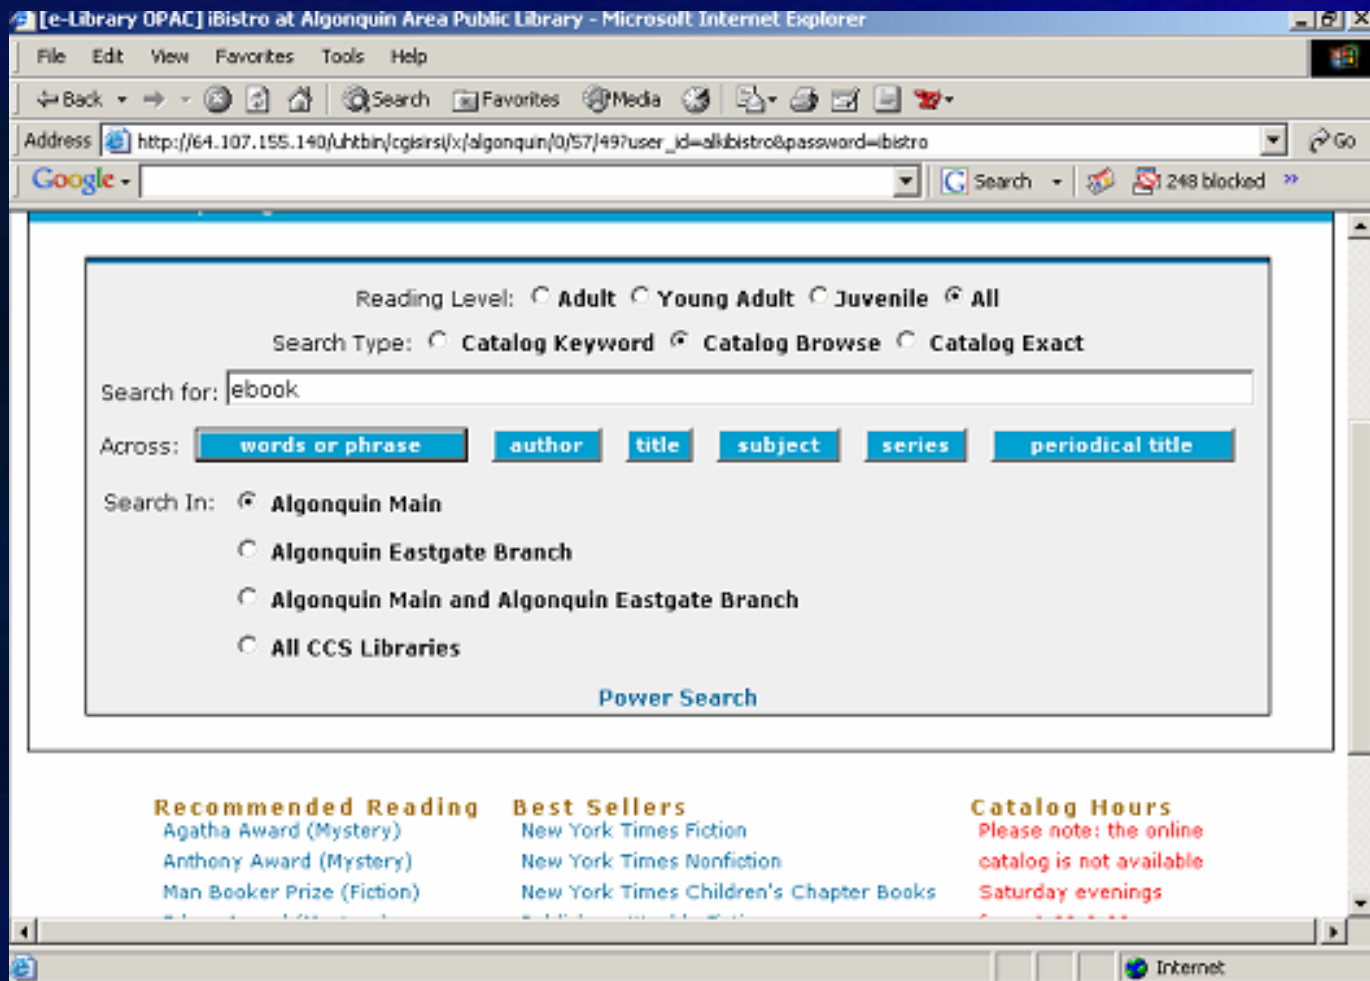 [e-Library OPAC] iBistro at Algonquin Area Public Library - Microsoft Internet Explorer
File Edit View Favorites Tools Help
Back Search Favorites Media
Address http://64.107.155.140/uhtbin/cgisirsi/x/algonquin/0/57/49?user_id=alkibistro&password=ibistro Go
Google Search 248 blocked »
Reading Level: Adult Young Adult Juvenile All
Search Type: Catalog Keyword Catalog Browse Catalog Exact
Search for: ebook
Across: words or phrase author title subject series periodical title
Search In: Algonquin Main
Algonquin Eastgate Branch
Algonquin Main and Algonquin Eastgate Branch
All CCS Libraries
Power Search
Recommended Reading Best Sellers Catalog Hours
Agatha Award (Mystery) New York Times Fiction Please note: the online
Anthony Award (Mystery) New York Times Nonfiction catalog is not available
Man Booker Prize (Fiction) New York Times Children's Chapter Books Saturday evenings
Internet